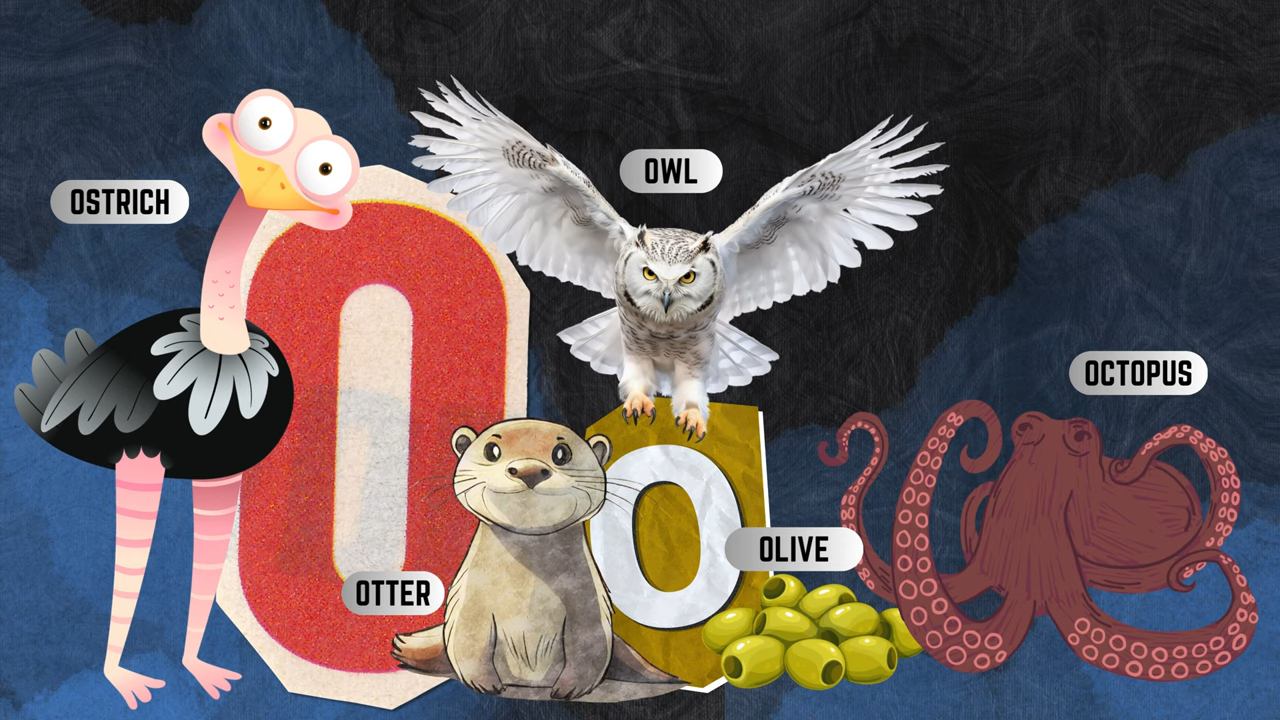 OSTRICH
OWL
OCTOPUS
O
o
OLIVE
OTTER